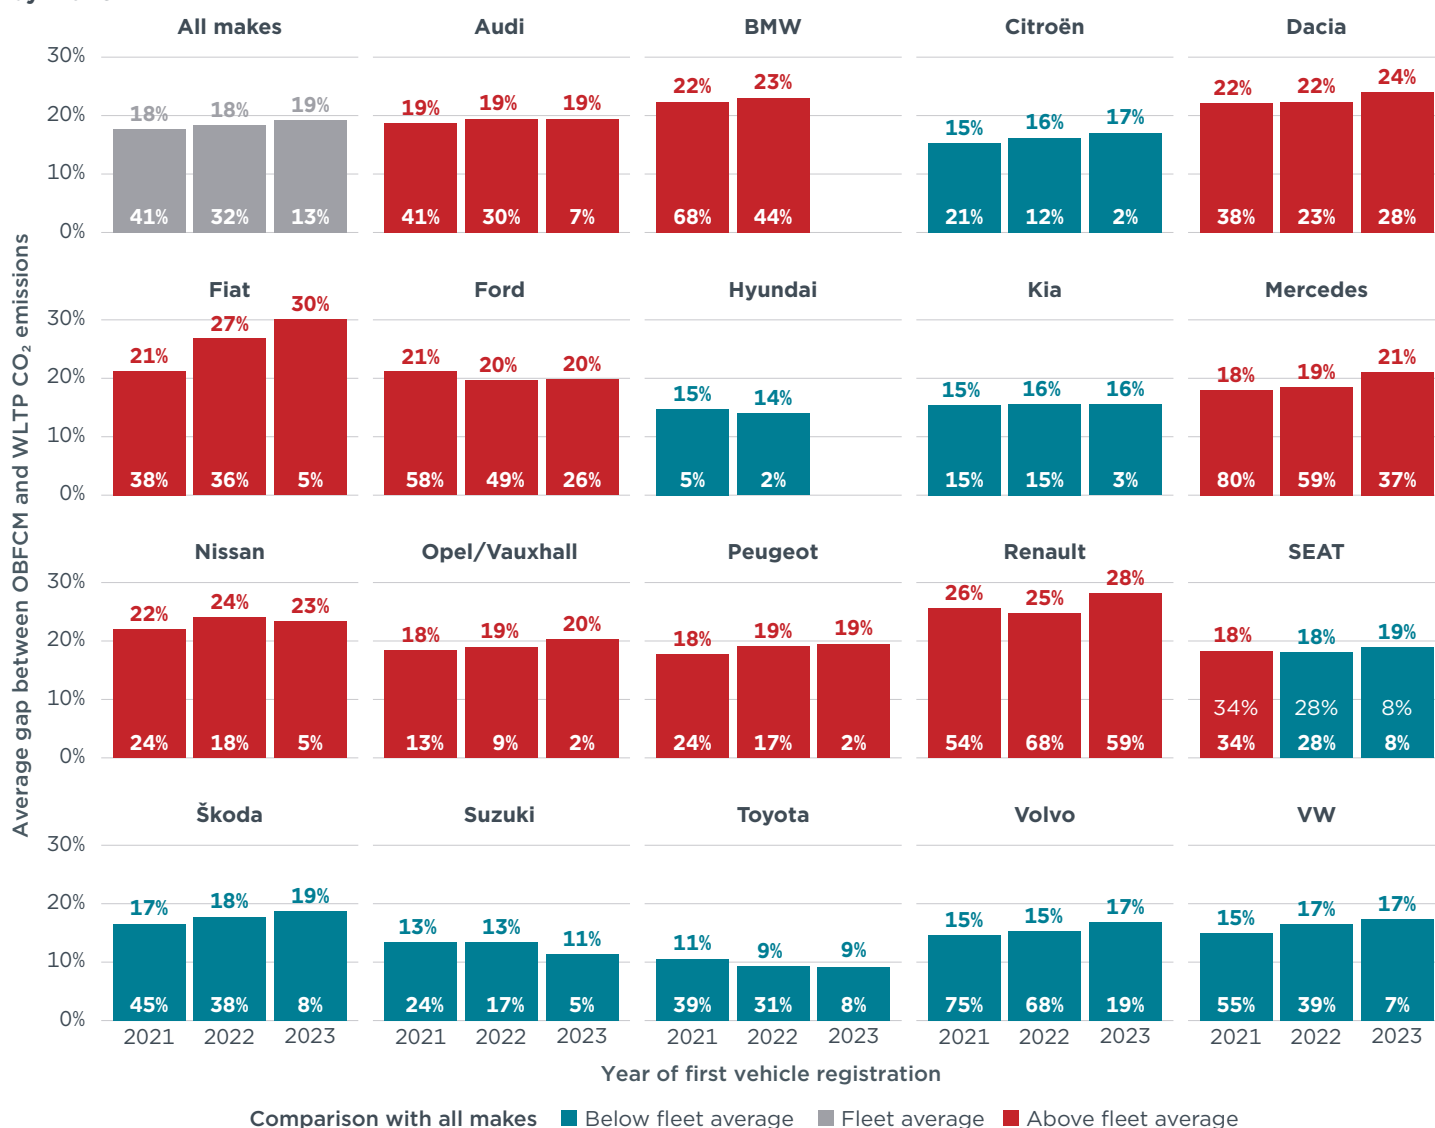 All makes Audi BMW Citroën Dacia
30%
20%
10%
0%
18% 18% 19%
41% 32% 13%
19% 19% 19%
41% 30% 7%
22% 23%
68% 44%
15% 16% 17%
21% 12% 2%
22% 22% 24%
38% 23% 28%
Fiat Ford Hyundai Kia Mercedes
30%
20%
10%
0%
21% 27% 30%
38% 36% 5%
21% 20% 20%
58% 49% 26%
15% 14%
5% 2%
15% 16% 16%
15% 15% 3%
18% 19% 21%
80% 59% 37%
Nissan Opel/Vauxhall Peugeot Renault SEAT
30%
20%
10%
0%
22% 24% 23%
24% 18% 5%
18% 19% 20%
13% 9% 2%
18% 19% 19%
24% 17% 2%
26% 25% 28%
54% 68% 59%
18% 18% 19%
34% 28% 8%
34% 28% 8%
Škoda Suzuki Toyota Volvo VW
30%
20%
10%
0%
17% 18% 19%
45% 38% 8%
13% 13% 11%
24% 17% 5%
11% 9% 9%
39% 31% 8%
15% 15% 17%
75% 68% 19%
15% 17% 17%
55% 39% 7%
2021 2022 2023 2021 2022 2023 2021 2022 2023 2021 2022 2023 2021 2022 2023
Average gap between OBFCM and WLTP CO₂ emissions
Year of first vehicle registration
Comparison with all makes Below fleet average Fleet average Above fleet average